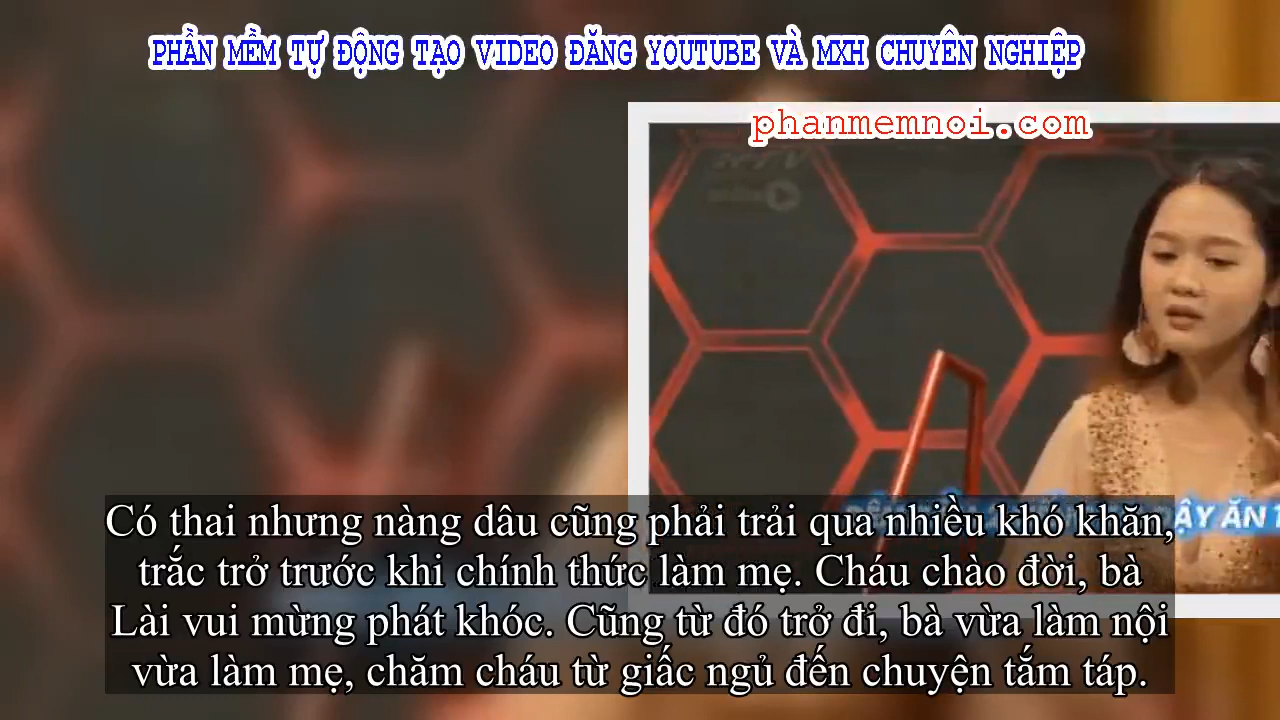 PHẦN MỀM TỰ ĐỘNG TẠO VIDEO ĐĂNG YOUTUBE VÀ MXH CHUYÊN NGHIỆP
phanmemnoi.com
ẬY ĂN
Có thai nhưng nàng dâu cũng phải trải qua nhiều khó khăn,
trắc trở trước khi chính thức làm mẹ. Cháu chào đời, bà
Lài vui mừng phát khóc. Cũng từ đó trở đi, bà vừa làm nội
vừa làm mẹ, chăm cháu từ giấc ngủ đến chuyện tắm táp.